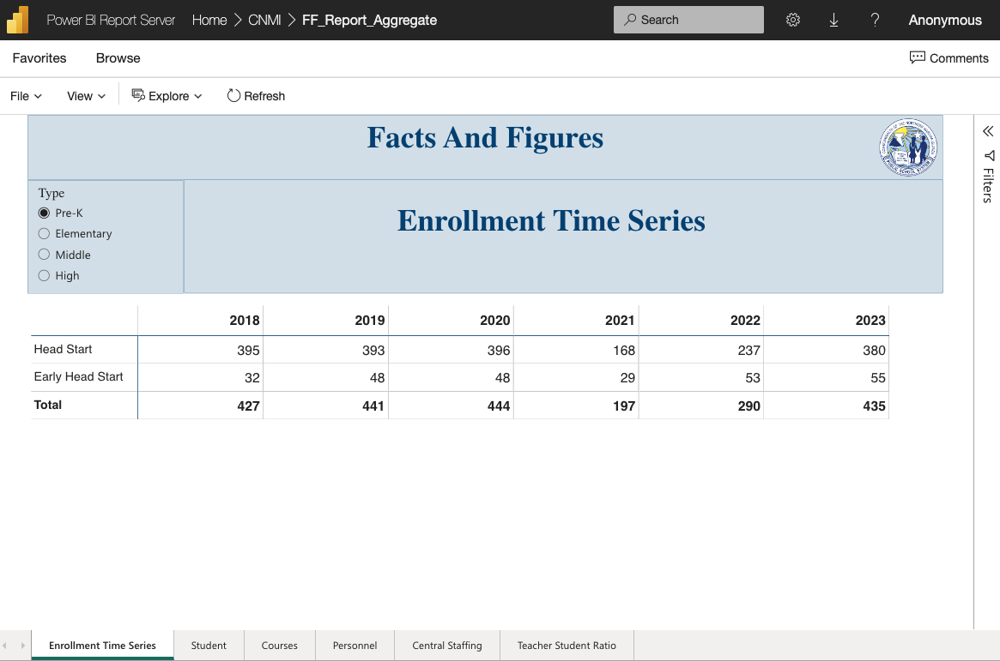 Power BI Report Server Home > CNMI > FF_Report_Aggregate Search ? Anonymous
Favorites Browse Comments
File View Explore Refresh
Facts And Figures
Filters
Type
Pre-K
Elementary
Middle
High
Enrollment Time Series
2018 2019 2020 2021 2022 2023
Head Start 395 393 396 168 237 380
Early Head Start 32 48 48 29 53 55
Total 427 441 444 197 290 435
Enrollment Time Series Student Courses Personnel Central Staffing Teacher Student Ratio